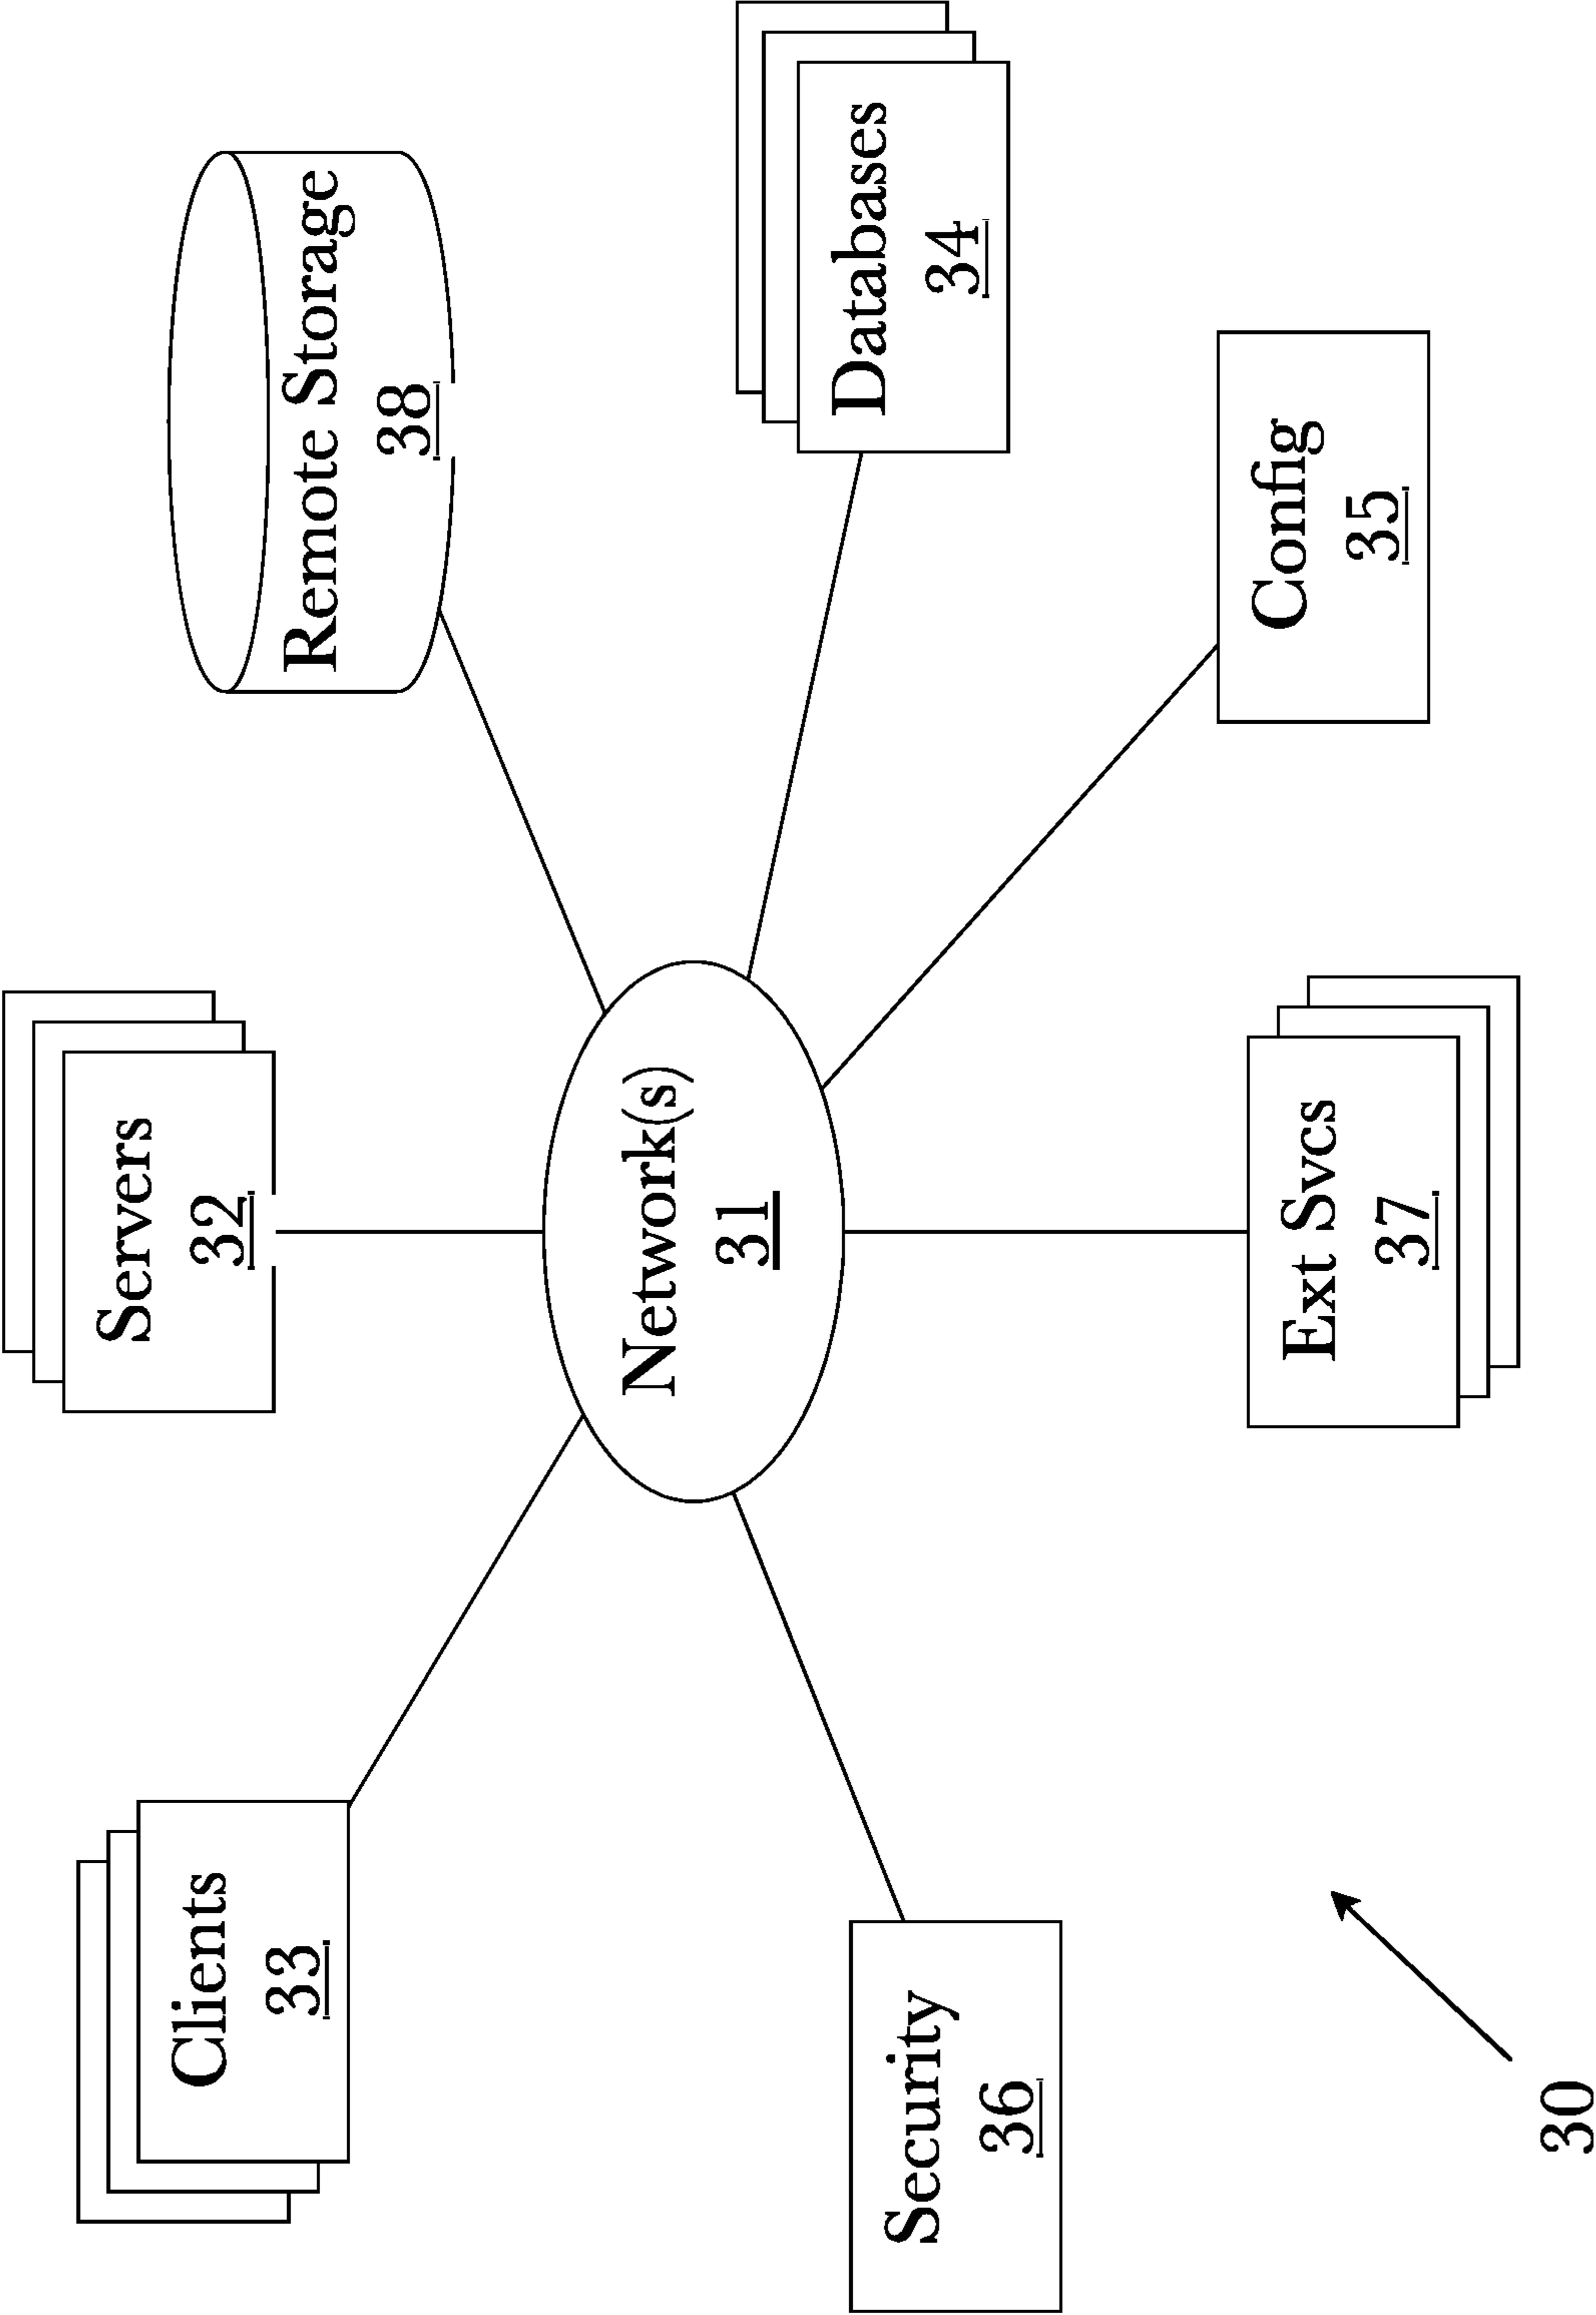 Servers
32
Clients
33
Remote Storage
38
Network(s)
31
Databases
34
Security
36
Ext Svcs
37
Config
35
30